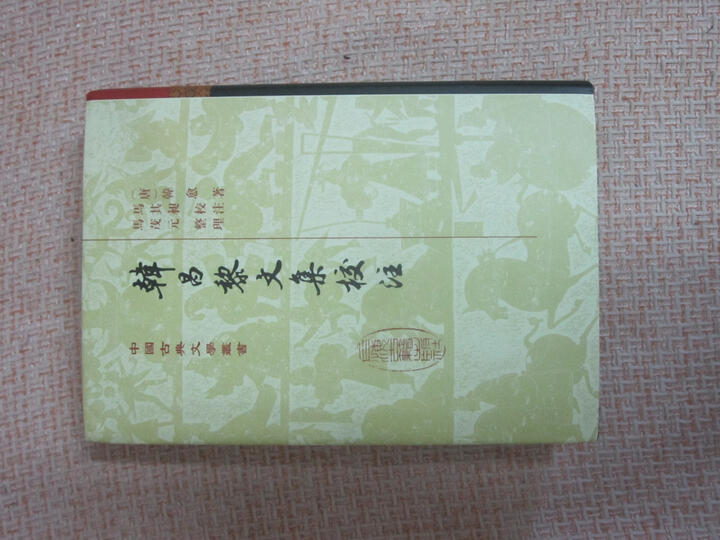 〔唐〕韓愈著
馬其昶校注
馬茂元整理
韓昌黎文集校注
中國古典文學叢書
上海古籍出版社